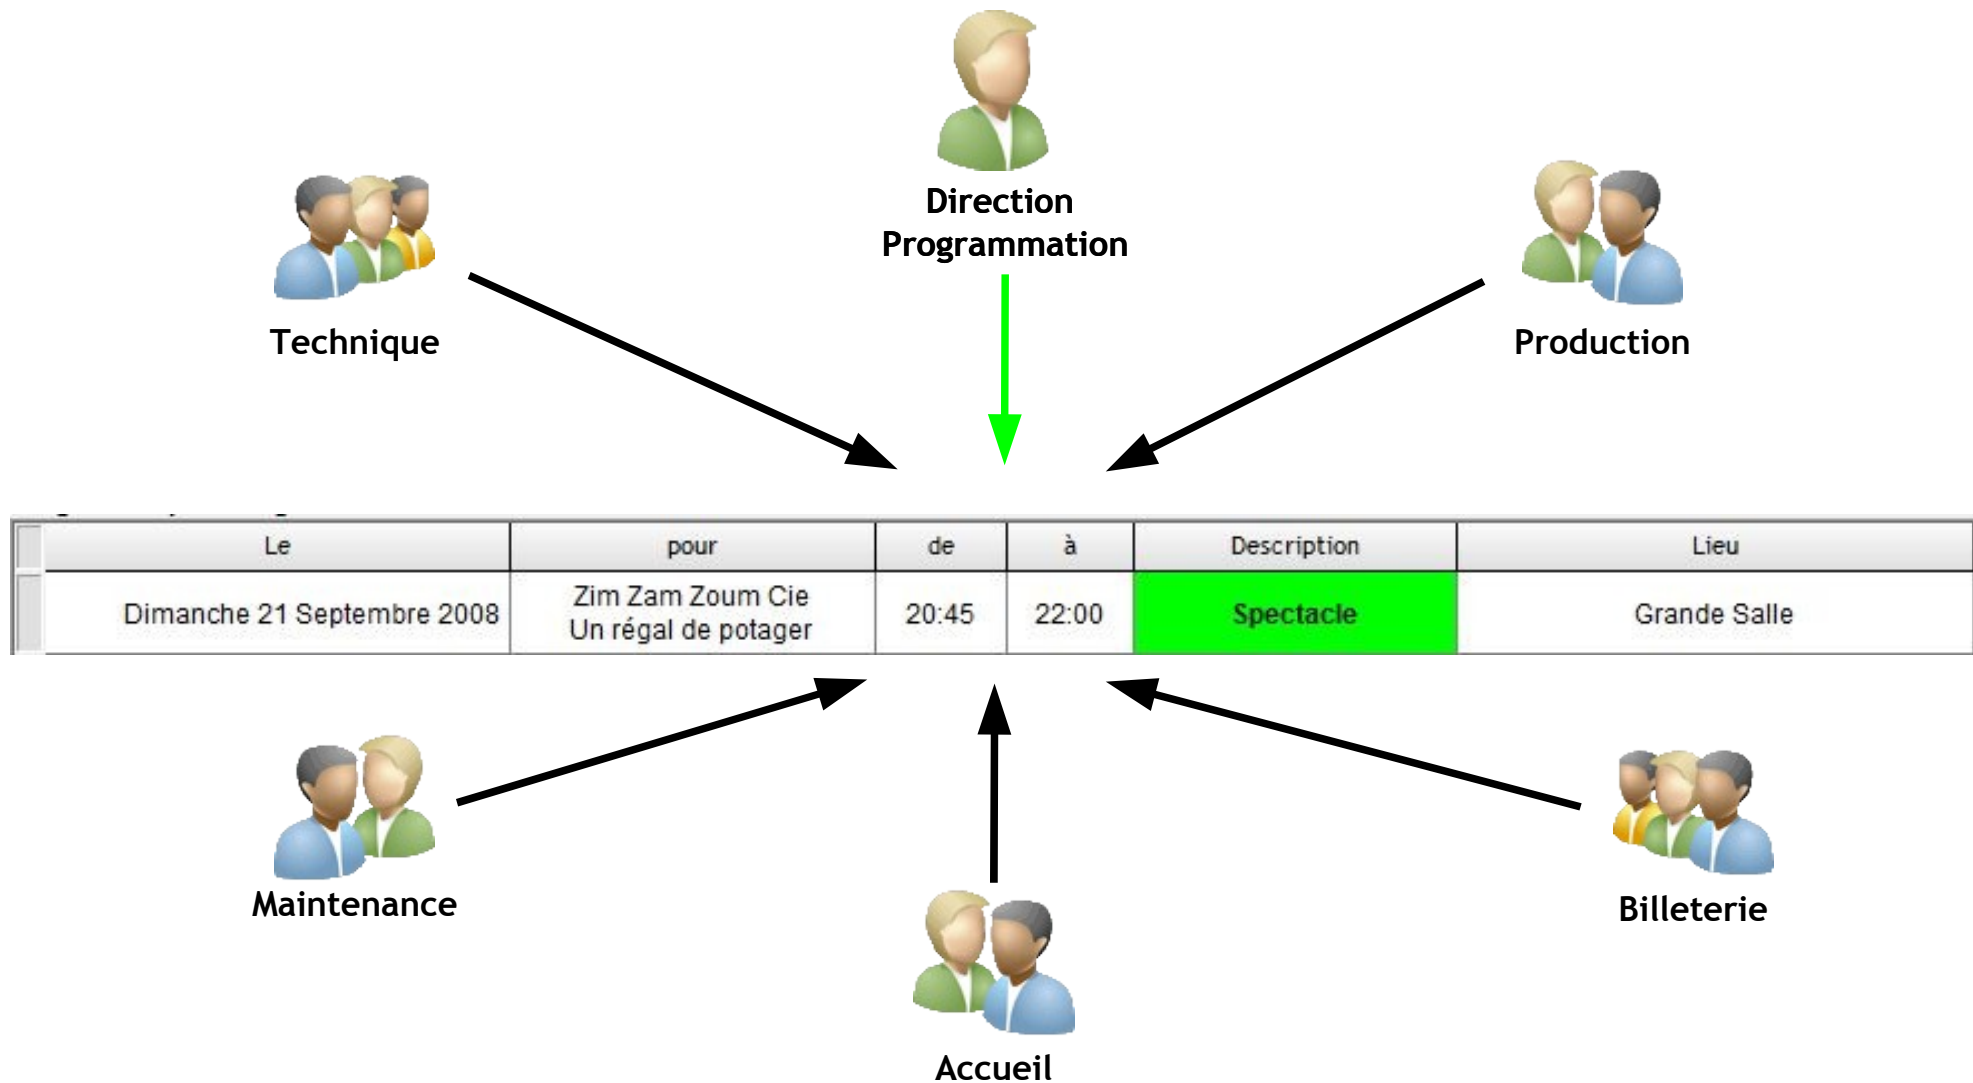 Direction
Programmation
Technique
Production
Le pour de à Description Lieu
Dimanche 21 Septembre 2008 Zim Zam Zoum Cie 20:45 22:00 Spectacle Grande Salle
Un régal de potager
Maintenance
Billeterie
Accueil